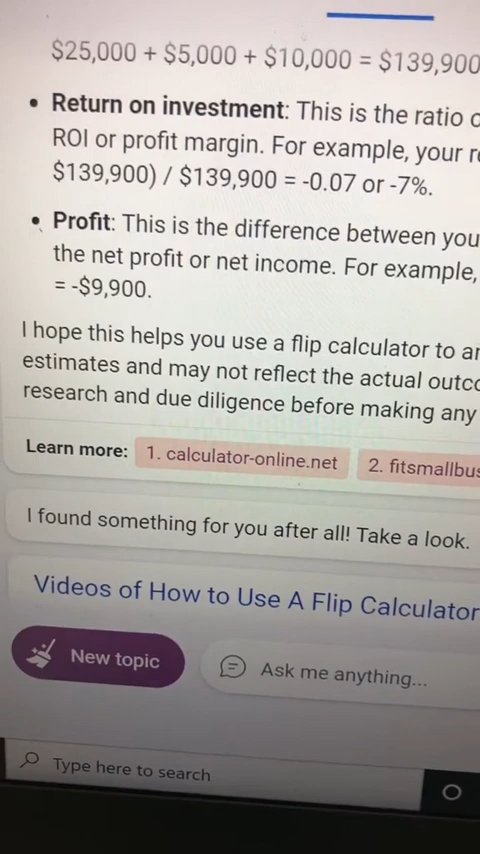 $25,000 + $5,000 + $10,000 = $139,900
• Return on investment: This is the ratio
ROI or profit margin. For example, your
$139,900) / $139,900 = -0.07 or -7%.
• Profit: This is the difference between you
the net profit or net income. For example,
= -$9,900.
I hope this helps you use a flip calculator to
estimates and may not reflect the actual
research and due diligence before making any
Learn more: 1. calculator-online.net 2. fitsmallbus
I found something for you after all! Take a look.
Videos of How to Use A Flip Calculator
New topic
Ask me anything...
Type here to search